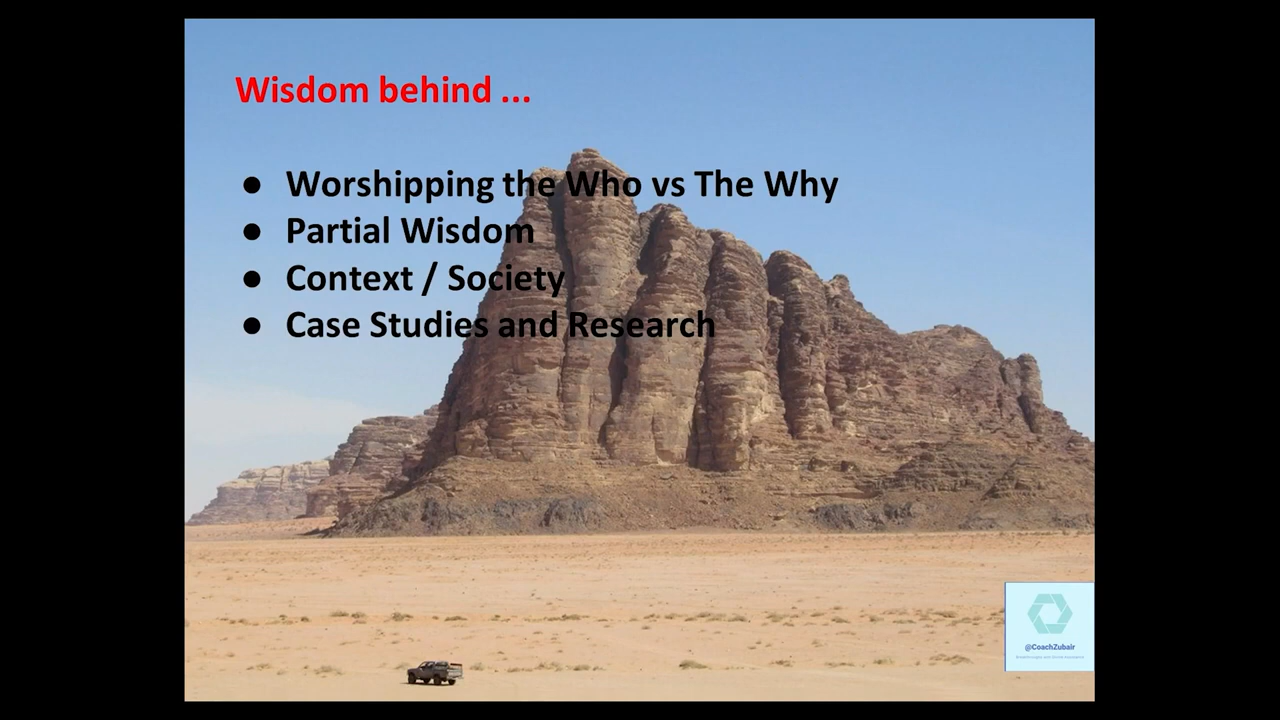 Wisdom behind ...
● Worshipping the Who vs The Why
● Partial Wisdom
● Context / Society
● Case Studies and Research
@CoachZubair